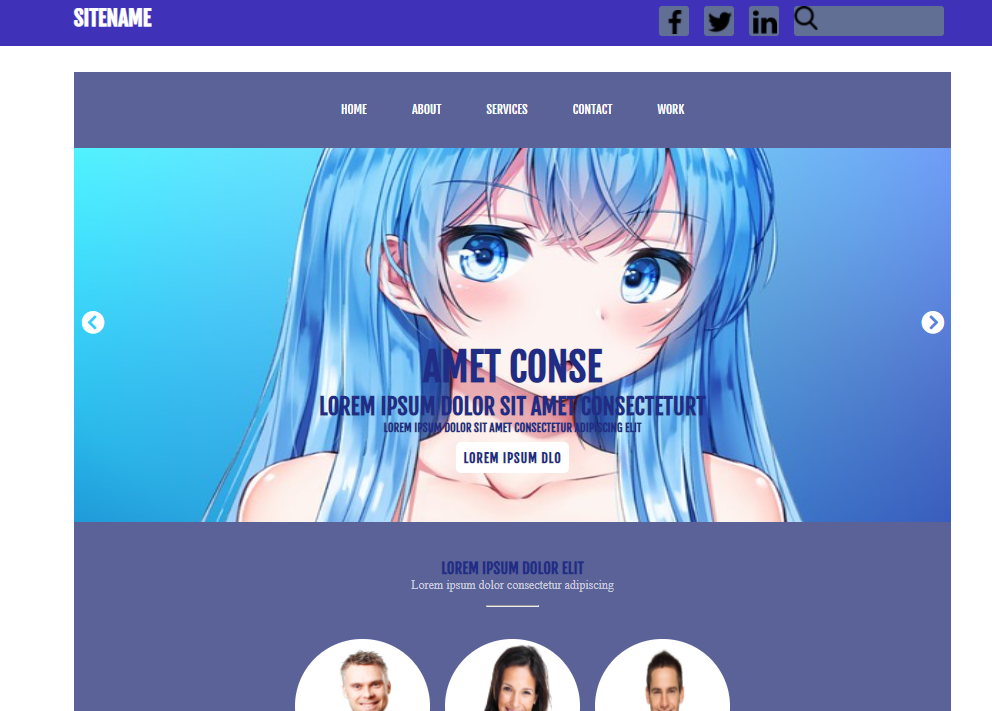 SITENAME
HOME ABOUT SERVICES CONTACT WORK
AMET CONSE
LOREM IPSUM DOLOR SIT AMET CONSECTETURT
LOREM IPSUM DOLOR SIT AMET CONSECTETUR ADIPISCING ELIT
LOREM IPSUM DLO
LOREM IPSUM DOLOR ELIT
Lorem ipsum dolor consectetur adipiscing